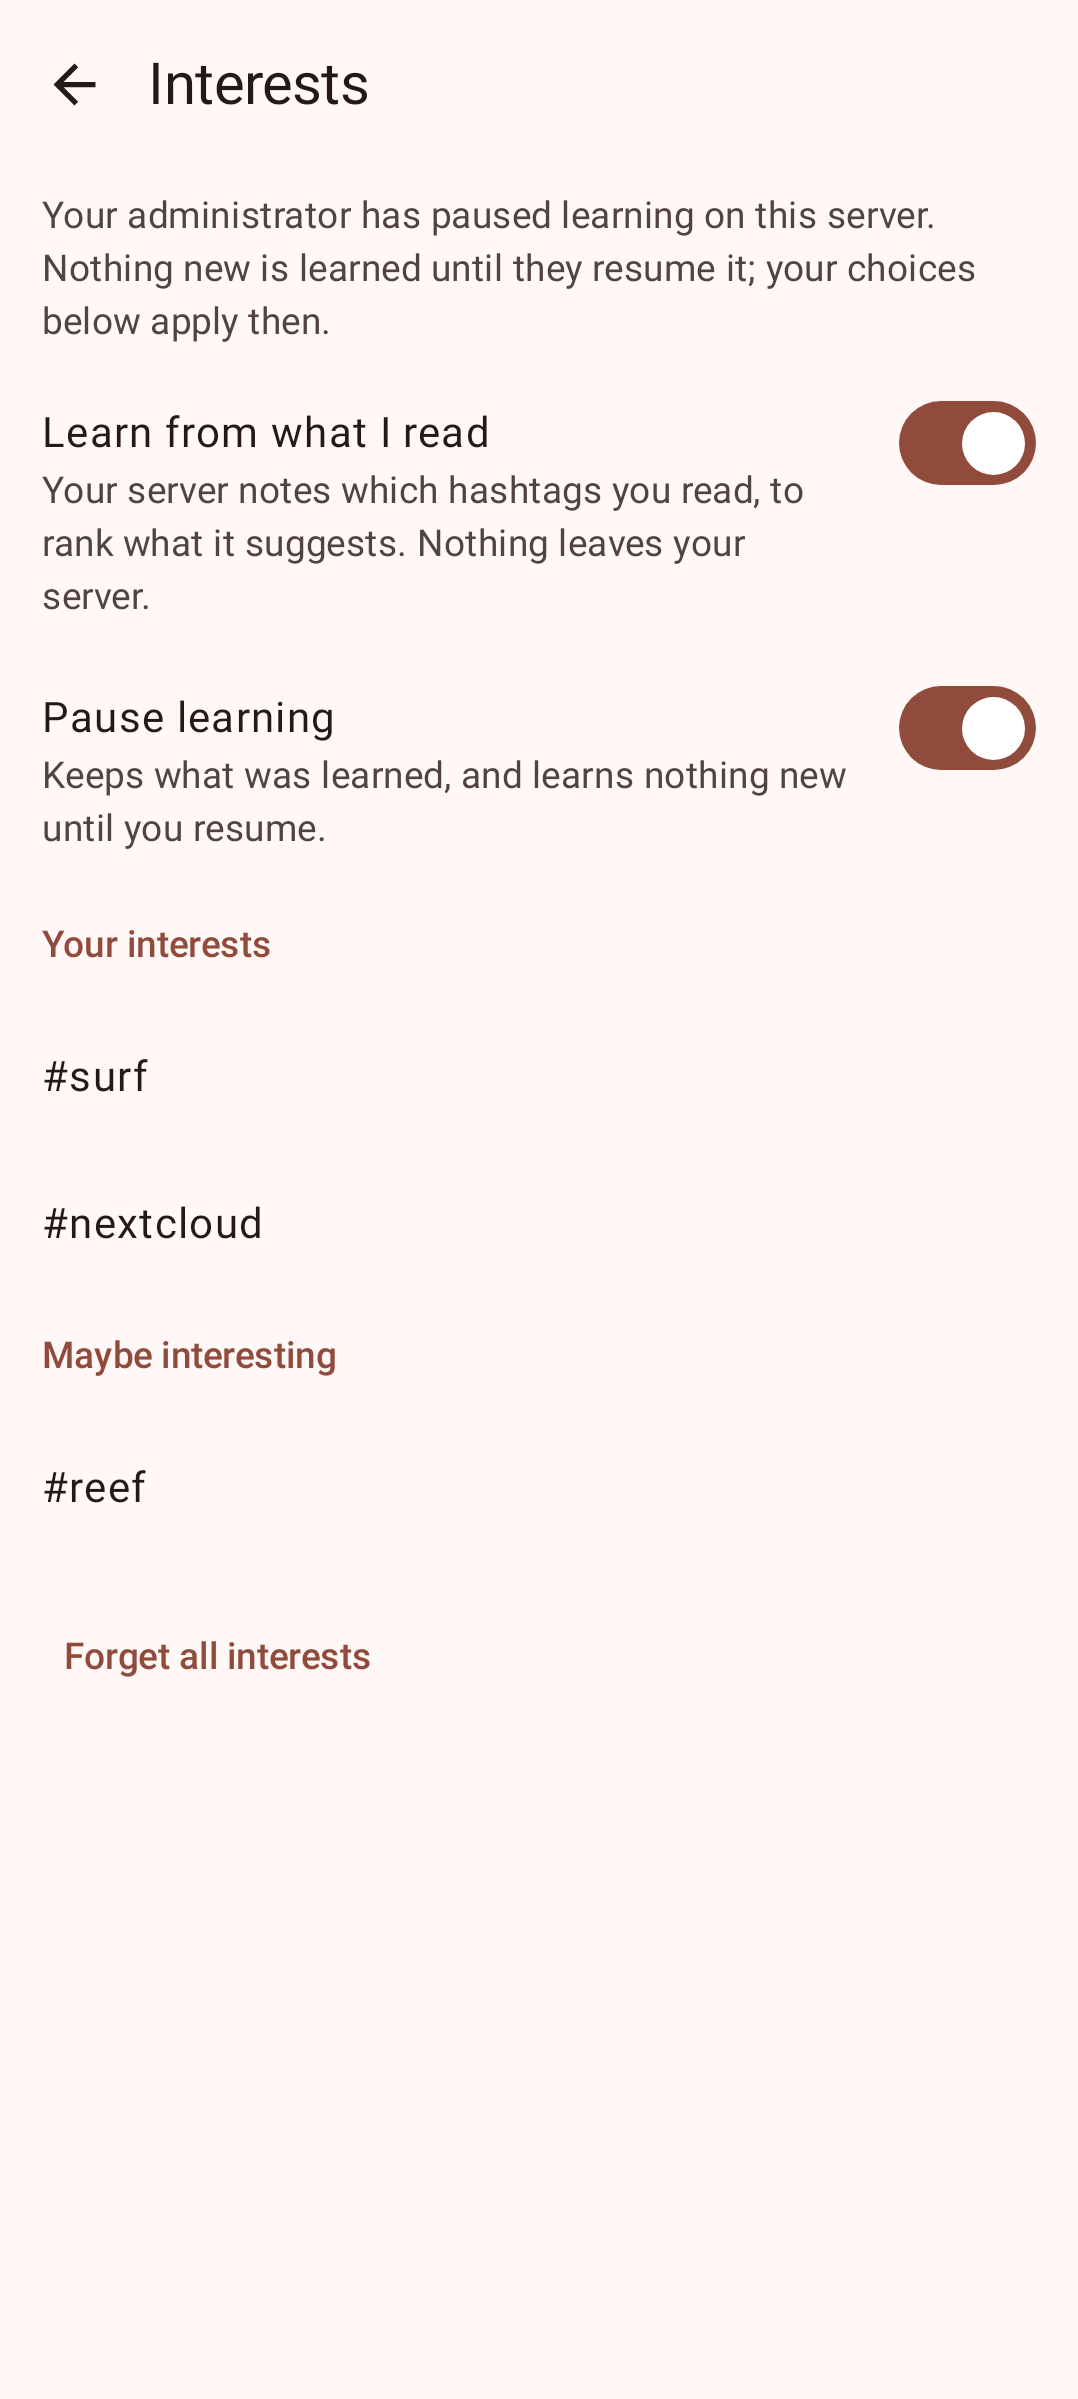 Interests
Your administrator has paused learning on this server.
Nothing new is learned until they resume it; your choices
below apply then.
Learn from what I read
Your server notes which hashtags you read, to
rank what it suggests. Nothing leaves your
server.
Pause learning
Keeps what was learned, and learns nothing new
until you resume.
Your interests
#surf
#nextcloud
Maybe interesting
#reef
Forget all interests